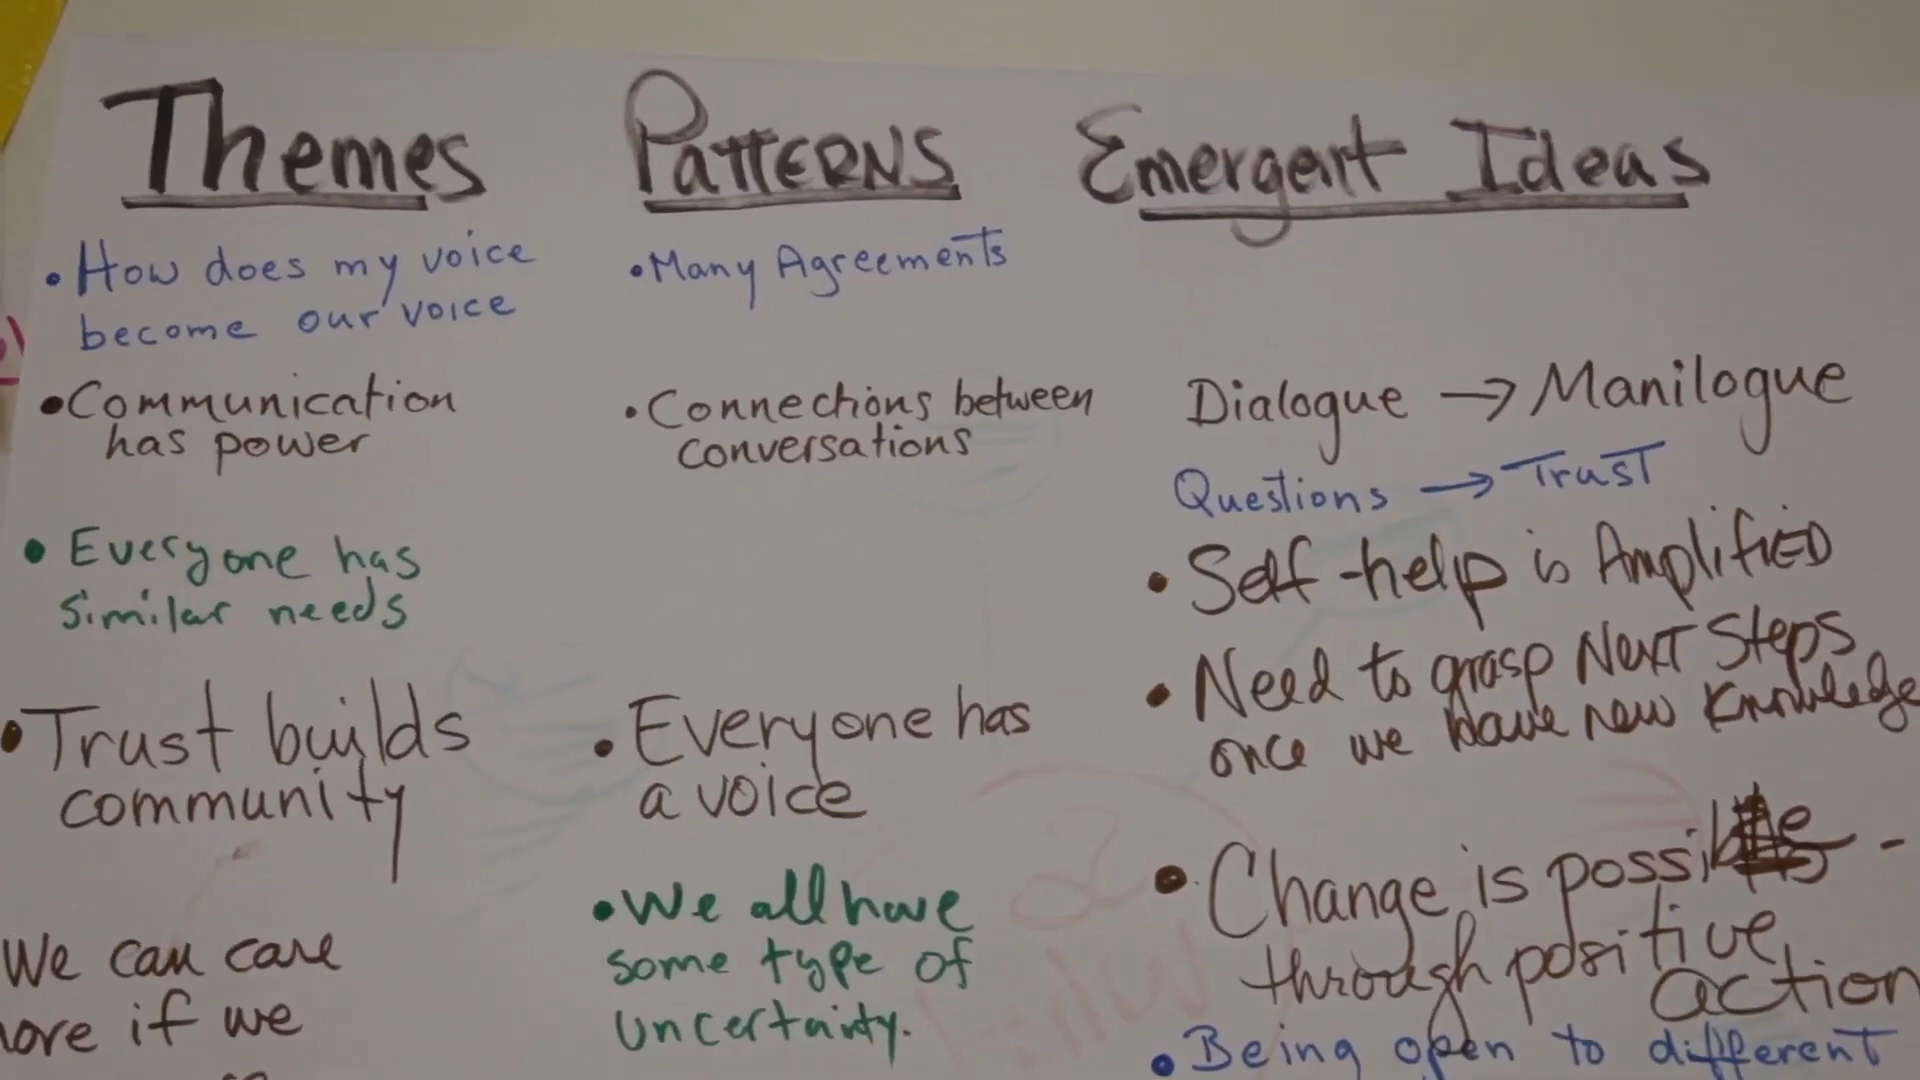 Themes
• How does my voice
become our voice
• Communication
has power
• Everyone has
similar needs
• Trust builds
community
We can care
more if we
PATTERNS
• Many Agreements
• Connections between
conversations
• Everyone has
a voice
• We all have
some type of
uncertainty.
Emergent Ideas
Dialogue → Manilogue
Questions → Trust
• Self-help is Amplified
• Need to grasp Next Steps
once we have new knowledge
• Change is possible -
through positive
action
• Being open to different